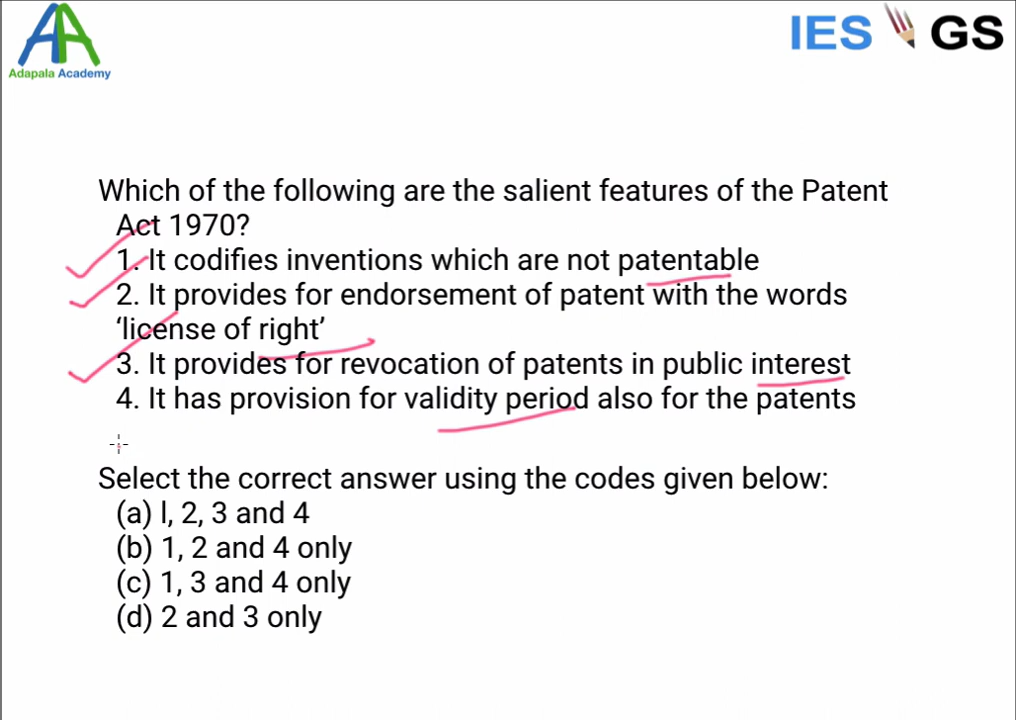 Adapala Academy
IES GS
Which of the following are the salient features of the Patent
Act 1970?
1. It codifies inventions which are not patentable
2. It provides for endorsement of patent with the words
‘license of right’
3. It provides for revocation of patents in public interest
4. It has provision for validity period also for the patents
Select the correct answer using the codes given below:
(a) l, 2, 3 and 4
(b) 1, 2 and 4 only
(c) 1, 3 and 4 only
(d) 2 and 3 only